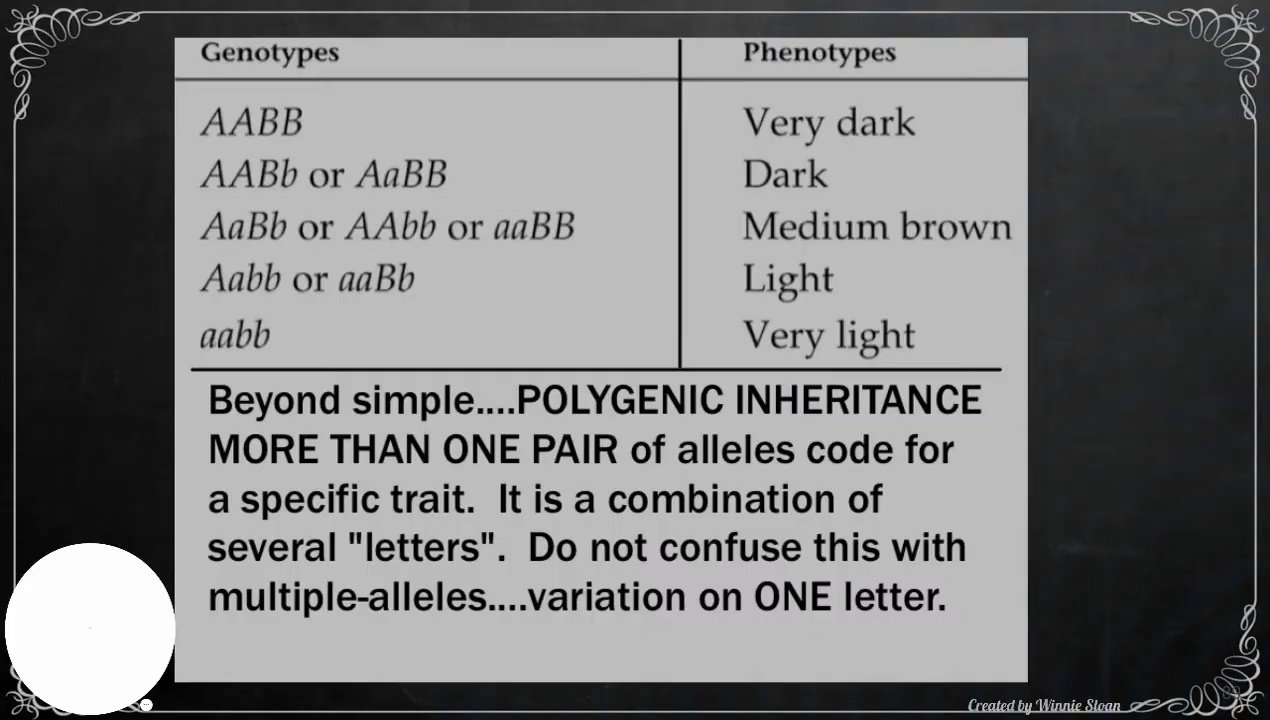 Genotypes Phenotypes
AABB Very dark
AABb or AaBB Dark
AaBb or AAbb or aaBB Medium brown
Aabb or aaBb Light
aabb Very light
Beyond simple....POLYGENIC INHERITANCE
MORE THAN ONE PAIR of alleles code for
a specific trait.  It is a combination of
several "letters".  Do not confuse this with
multiple-alleles....variation on ONE letter.
Created by Winnie Sloan